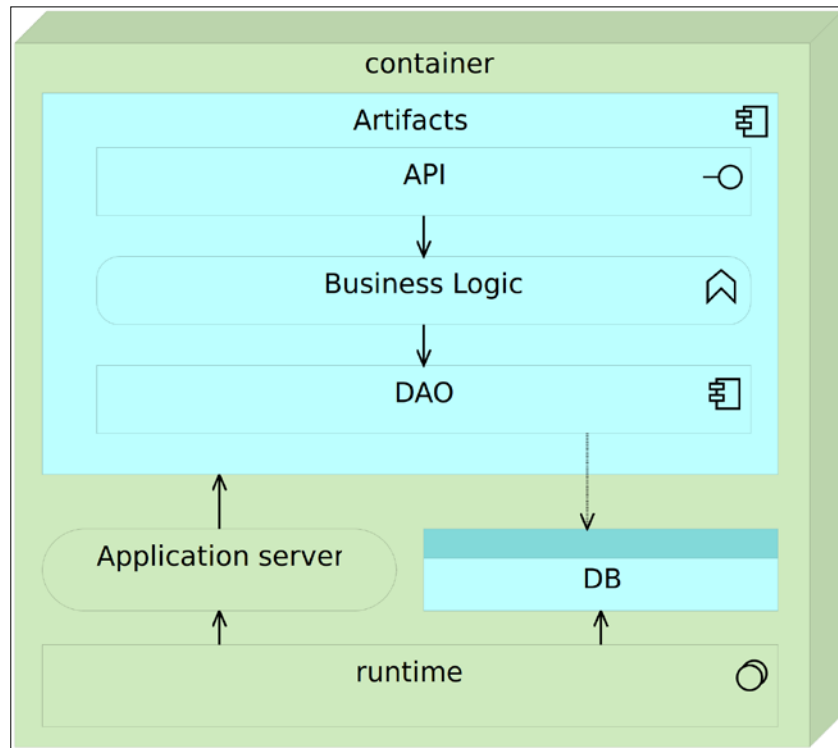 container
Artifacts
API
Business Logic
DAO
Application server
DB
runtime